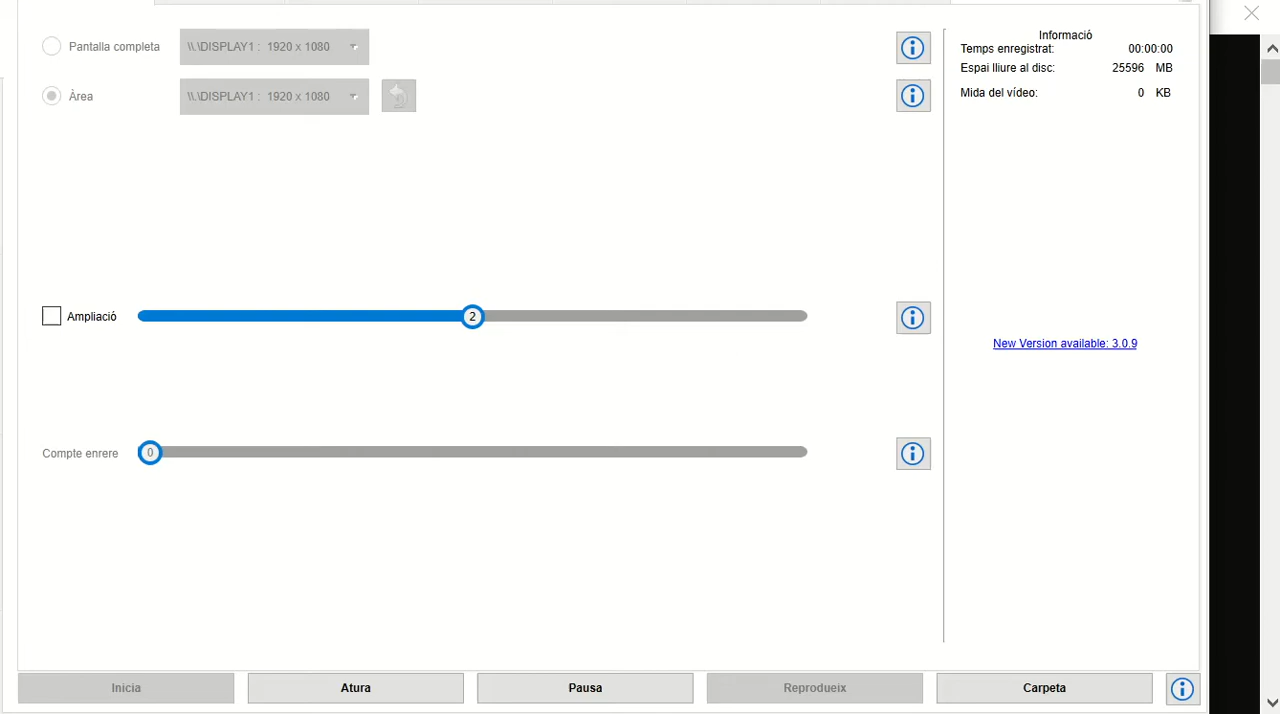 Pantalla completa
\\.\DISPLAY1 : 1920 x 1080
Àrea
\\.\DISPLAY1 : 1920 x 1080
Ampliació
2
Compte enrere
0
Informació
Temps enregistrat: 00:00:00
Espai lliure al disc: 25596 MB
Mida del vídeo: 0 KB
New Version available: 3.0.9
Inicia
Atura
Pausa
Reprodueix
Carpeta